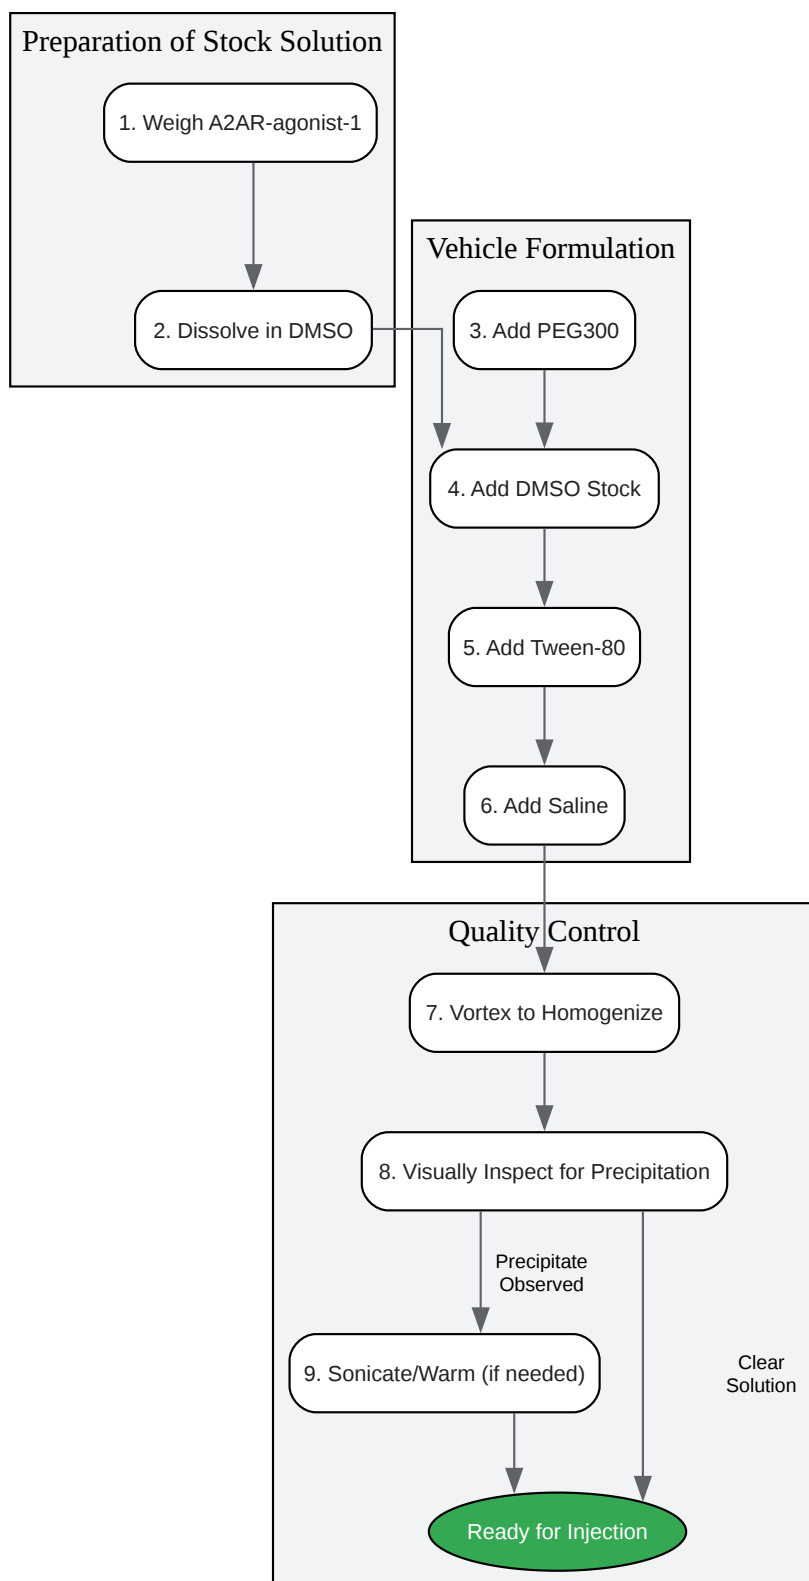 Preparation of Stock Solution
1. Weigh A2AR-agonist-1
2. Dissolve in DMSO
Vehicle Formulation
3. Add PEG300
4. Add DMSO Stock
5. Add Tween-80
6. Add Saline
Quality Control
7. Vortex to Homogenize
8. Visually Inspect for Precipitation
Precipitate
Observed
9. Sonicate/Warm (if needed)
Clear
Solution
Ready for Injection